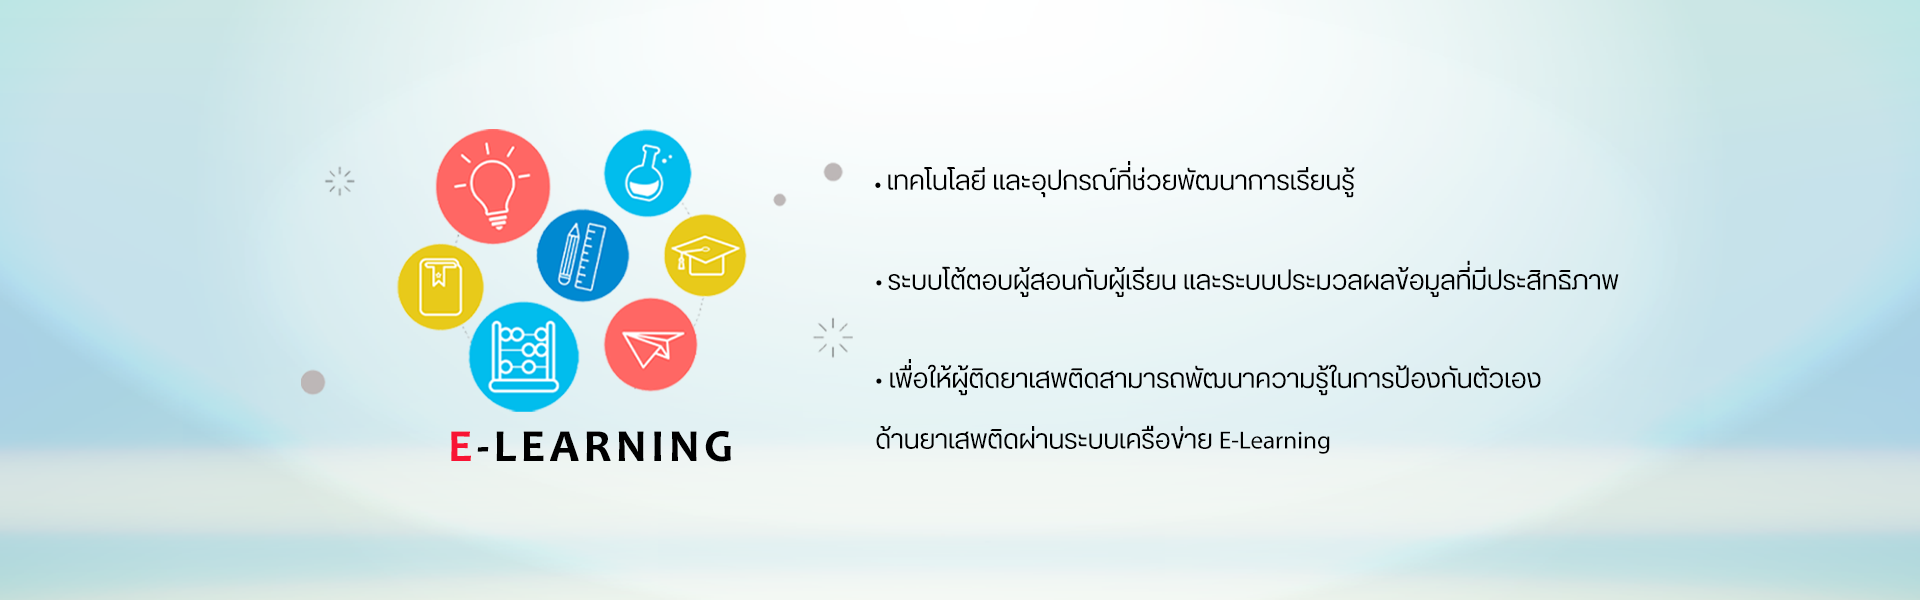 E-LEARNING
• เทคโนโลยี และอุปกรณ์ที่ช่วยพัฒนาการเรียนรู้
• ระบบโต้ตอบผู้สอนกับผู้เรียน และระบบประมวลผลข้อมูลที่มีประสิทธิภาพ
• เพื่อให้ผู้ติดยาเสพติดสามารถพัฒนาความรู้ในการป้องกันตัวเอง
ด้านยาเสพติดผ่านระบบเครือข่าย E-Learning